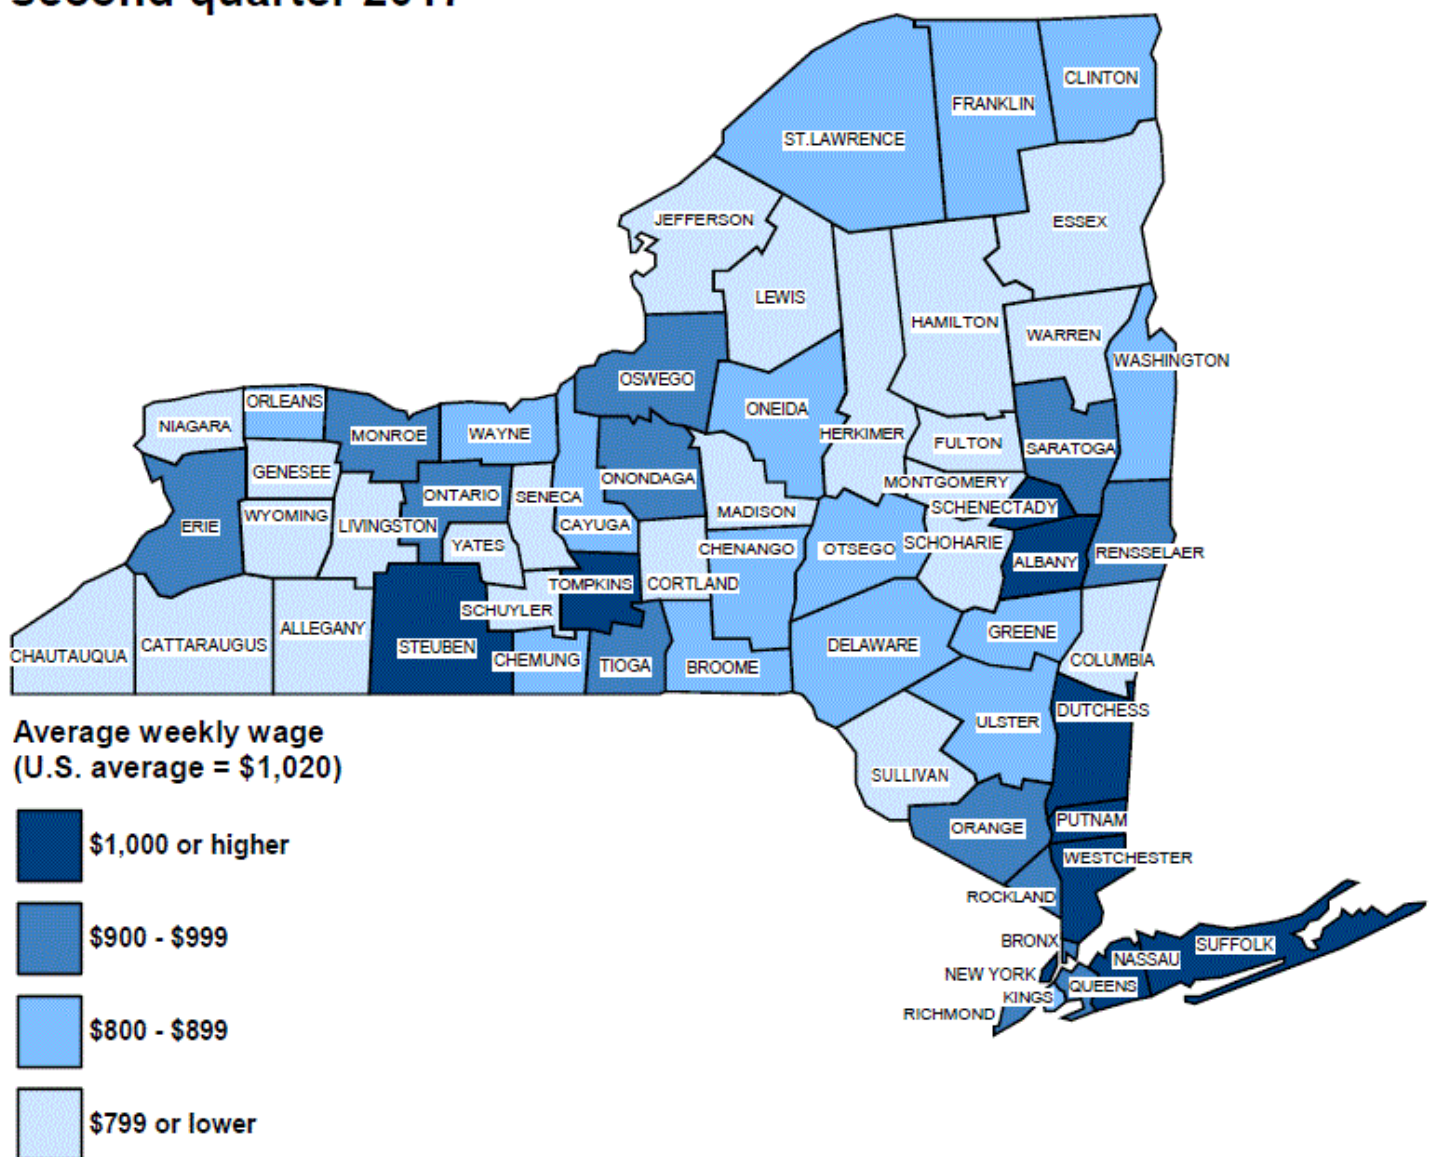 second quarter 2017
CLINTON
FRANKLIN
ST.LAWRENCE
JEFFERSON
ESSEX
LEWIS
HAMILTON
WARREN
WASHINGTON
OSWEGO
ORLEANS
ONEIDA
NIAGARA
MONROE
WAYNE
HERKIMER
FULTON
SARATOGA
GENESEE
ONONDAGA
MONTGOMERY
ONTARIO
SENECA
SCHENECTADY
WYOMING
LIVINGSTON
CAYUGA
MADISON
ERIE
YATES
CHENANGO
OTSEGO
SCHOHARIE
RENSSELAER
ALBANY
TOMPKINS
CORTLAND
SCHUYLER
ALLEGANY
GREENE
CHAUTAUQUA
CATTARAUGUS
STEUBEN
CHEMUNG
TIOGA
BROOME
DELAWARE
COLUMBIA
DUTCHESS
ULSTER
SULLIVAN
ORANGE
PUTNAM
WESTCHESTER
ROCKLAND
BRONX
NEW YORK
NASSAU
SUFFOLK
KINGS
QUEENS
RICHMOND
Average weekly wage
(U.S. average = $1,020)
$1,000 or higher
$900 - $999
$800 - $899
$799 or lower